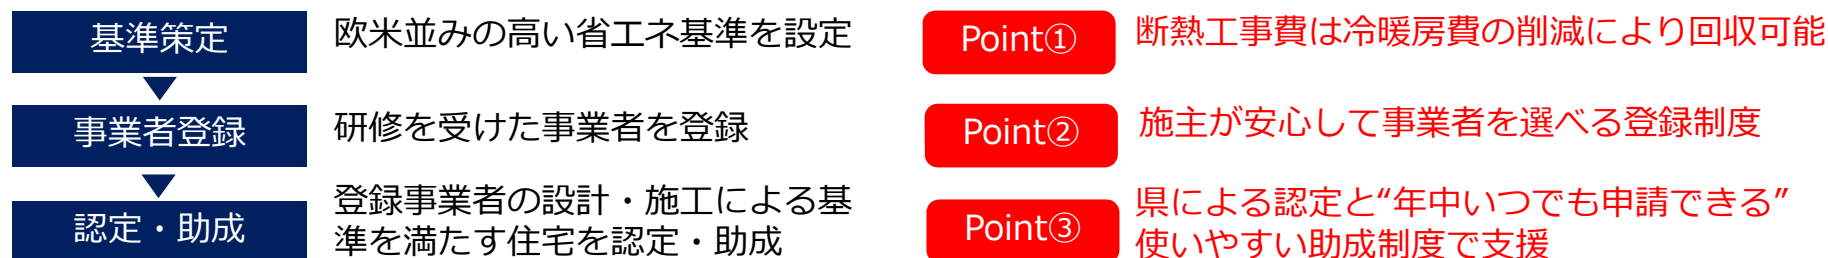 基準策定
欧米並みの高い省エネ基準を設定
Point①
断熱工事費は冷暖房費の削減により回収可能
事業者登録
研修を受けた事業者を登録
Point②
施主が安心して事業者を選べる登録制度
認定・助成
登録事業者の設計・施工による基
準を満たす住宅を認定・助成
Point③
県による認定と“年中いつでも申請できる”
使いやすい助成制度で支援